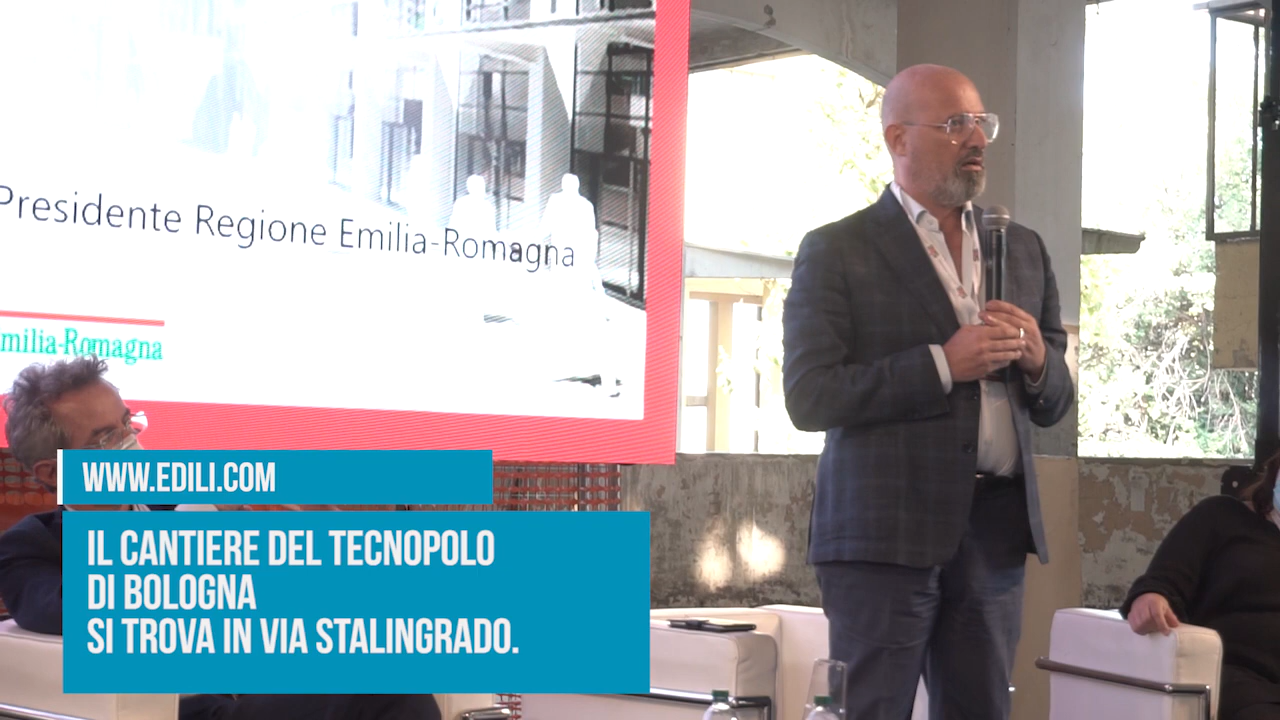 Presidente Regione Emilia-Romagna
milia-Romagna
WWW.EDILI.COM
IL CANTIERE DEL TECNOPOLO
DI BOLOGNA
SI TROVA IN VIA STALINGRADO.